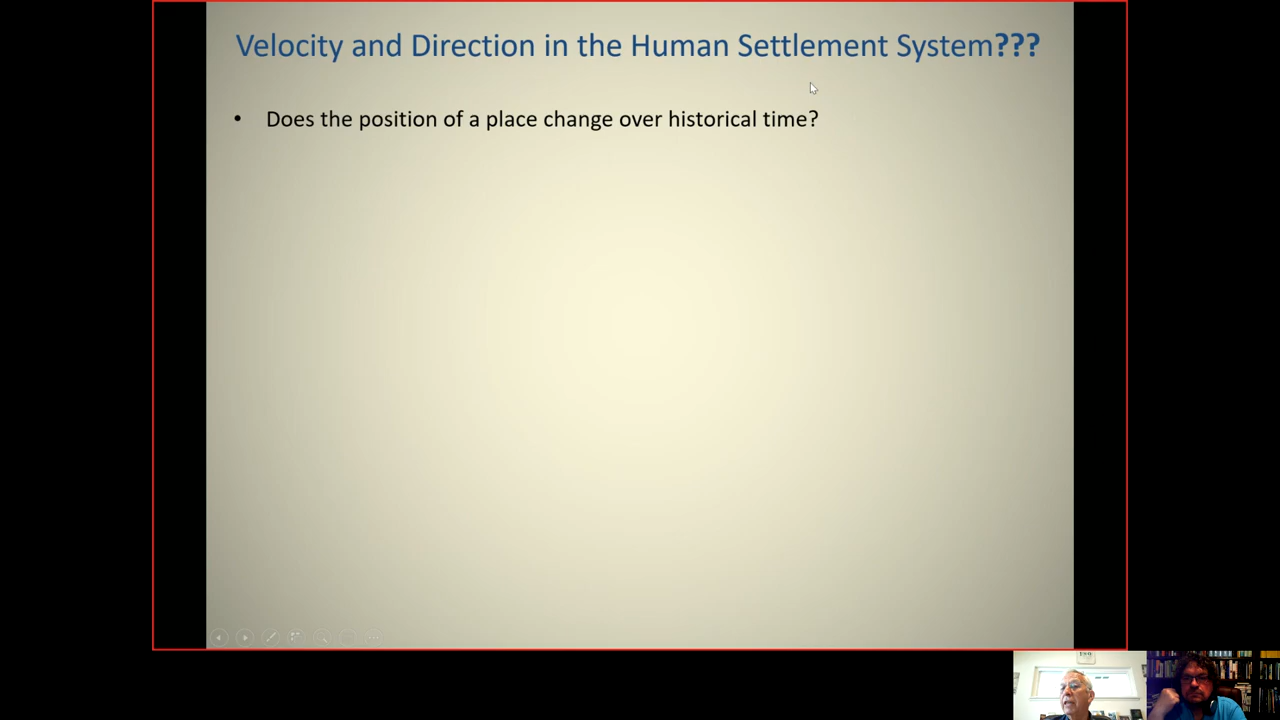 Velocity and Direction in the Human Settlement System???
• Does the position of a place change over historical time?